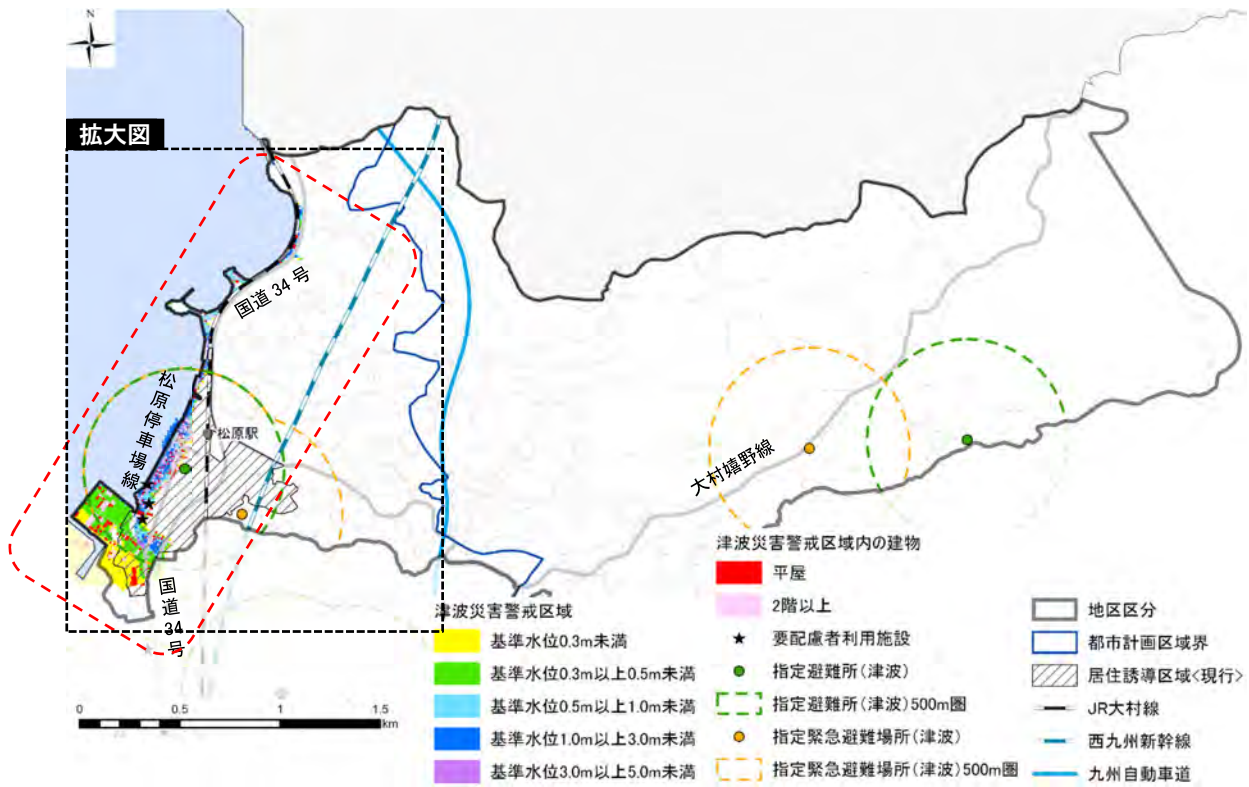 N
拡大図
国道 34 号
松原停車場線
松原駅
大村嬉野線
国道 34 号
0 0.5 1 1.5
km
津波災害警戒区域
基準水位0.3m未満
基準水位0.3m以上0.5m未満
基準水位0.5m以上1.0m未満
基準水位1.0m以上3.0m未満
基準水位3.0m以上5.0m未満
津波災害警戒区域内の建物
平屋
2階以上
要配慮者利用施設
指定避難所(津波)
指定避難所(津波)500m圏
指定緊急避難場所(津波)
指定緊急避難場所(津波)500m圏
地区区分
都市計画区域界
居住誘導区域<現行>
JR大村線
西九州新幹線
九州自動車道